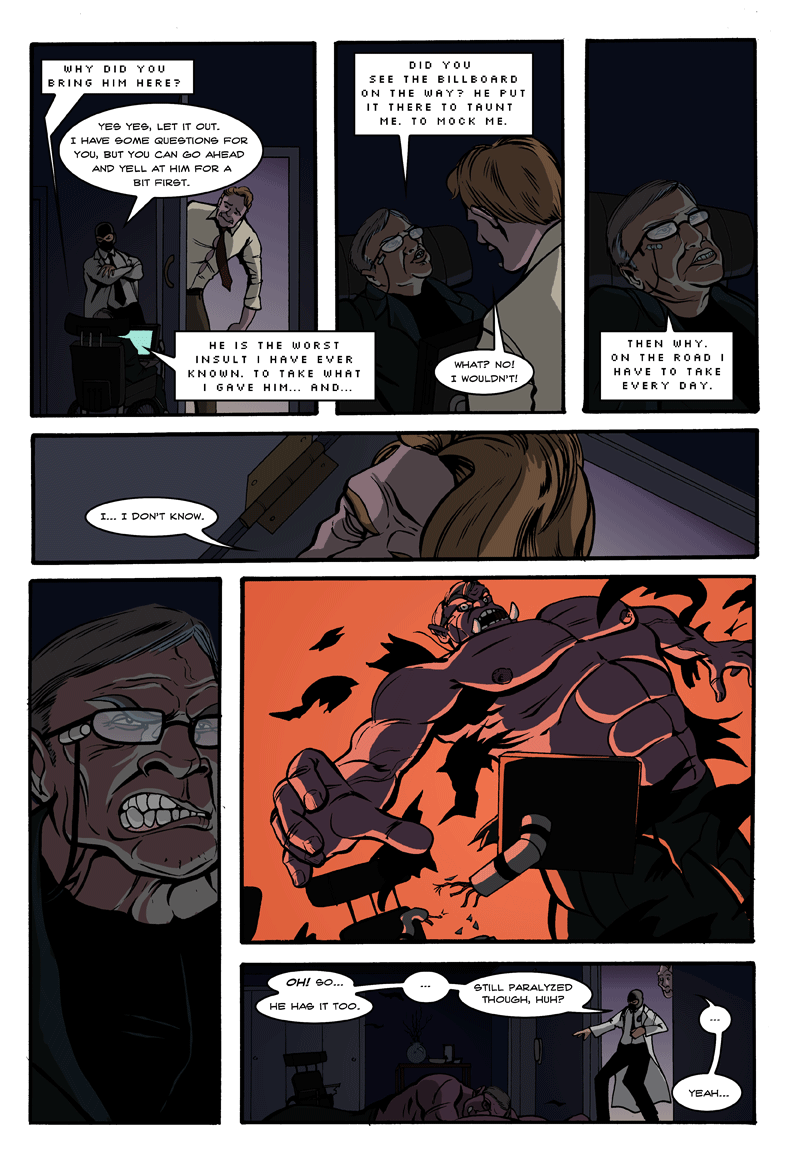 WHY DID YOU
BRING HIM HERE?
YES YES, LET IT OUT.
I HAVE SOME QUESTIONS FOR
YOU, BUT YOU CAN GO AHEAD
AND YELL AT HIM FOR A
BIT FIRST.
HE IS THE WORST
INSULT I HAVE EVER
KNOWN. TO TAKE WHAT
I GAVE HIM... AND...
DID YOU
SEE THE BILLBOARD
ON THE WAY? HE PUT
IT THERE TO TAUNT
ME. TO MOCK ME.
WHAT? NO!
I WOULDN'T!
THEN WHY.
ON THE ROAD I
HAVE TO TAKE
EVERY DAY.
I... I DON'T KNOW.
OH! SO...
HE HAS IT TOO.
...
STILL PARALYZED
THOUGH, HUH?
...
YEAH...